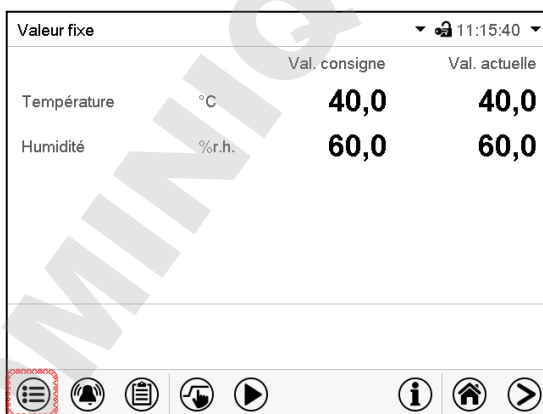 Valeur fixe 11:15:40
Val. consigne Val. actuelle
Température °C 40,0 40,0
Humidité %r.h. 60,0 60,0